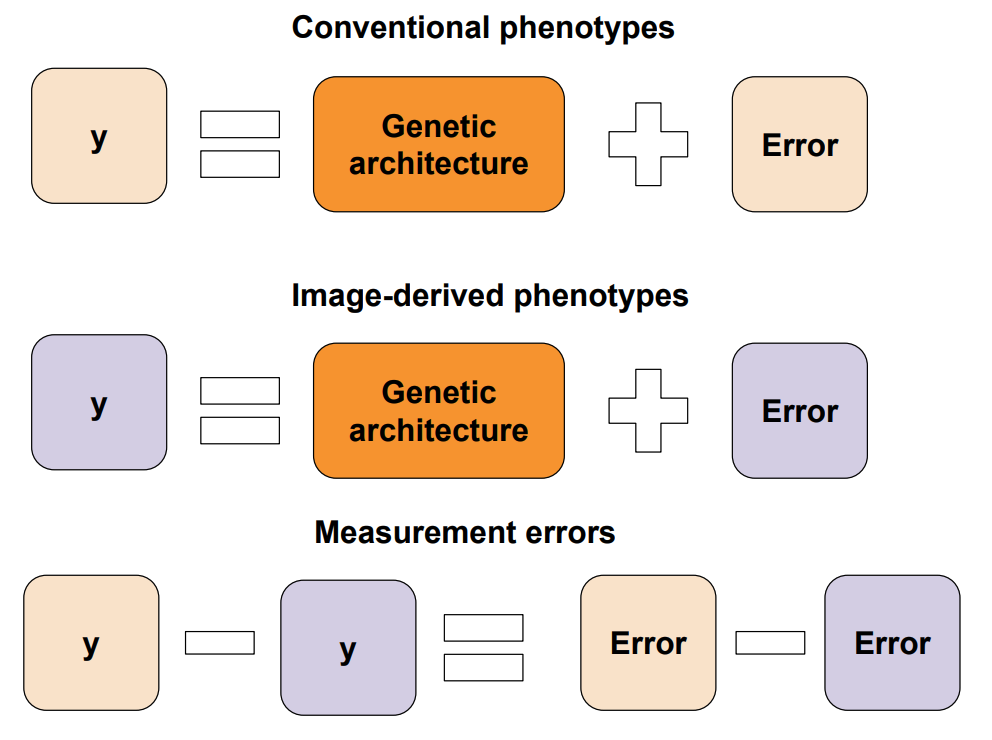 Conventional phenotypes
y
Genetic
architecture
Error
Image-derived phenotypes
y
Genetic
architecture
Error
Measurement errors
y
y
Error
Error